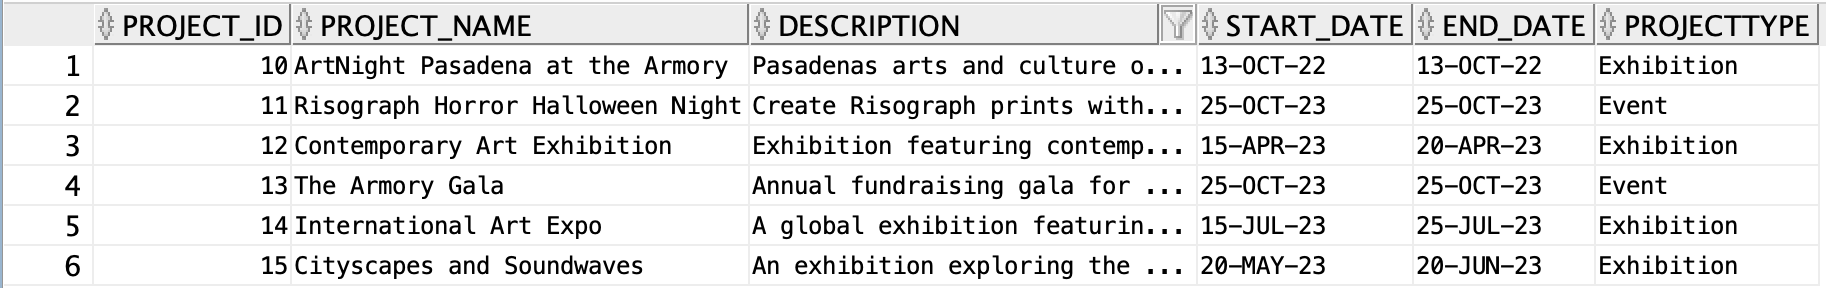 PROJECT_ID PROJECT_NAME DESCRIPTION START_DATE END_DATE PROJECTTYPE
1 10 ArtNight Pasadena at the Armory Pasadenas arts and culture o... 13-OCT-22 13-OCT-22 Exhibition
2 11 Risograph Horror Halloween Night Create Risograph prints with... 25-OCT-23 25-OCT-23 Event
3 12 Contemporary Art Exhibition Exhibition featuring contemp... 15-APR-23 20-APR-23 Exhibition
4 13 The Armory Gala Annual fundraising gala for ... 25-OCT-23 25-OCT-23 Event
5 14 International Art Expo A global exhibition featurin... 15-JUL-23 25-JUL-23 Exhibition
6 15 Cityscapes and Soundwaves An exhibition exploring the ... 20-MAY-23 20-JUN-23 Exhibition